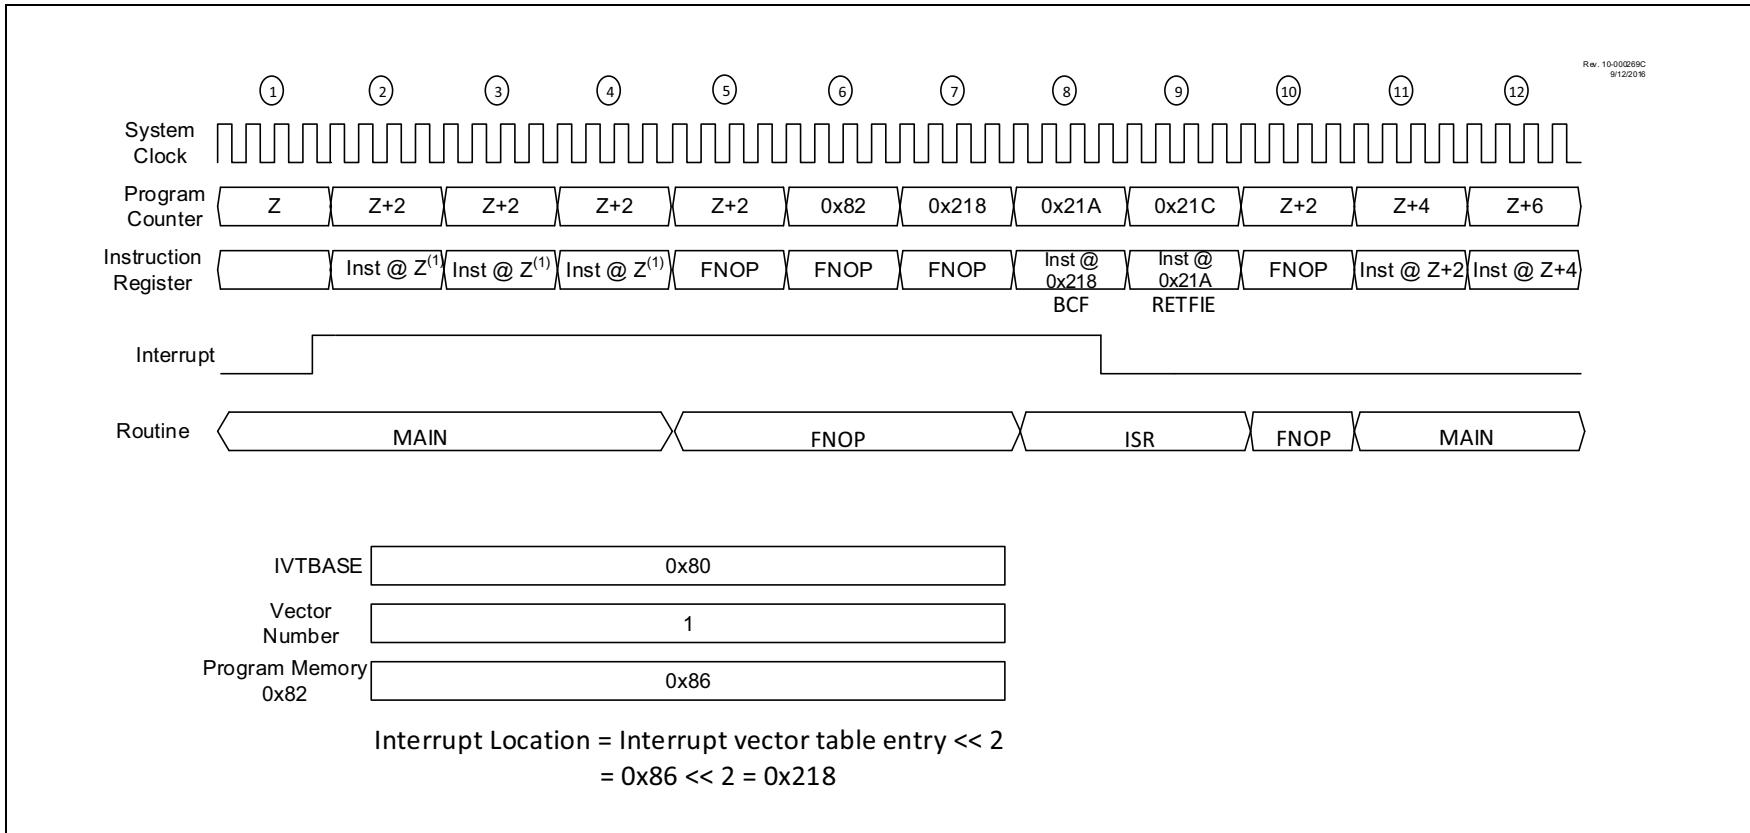 Rev. 10-000269C
9/12/2016
1 2 3 4 5 6 7 8 9 10 11 12
System
Clock
Program
Counter
Z Z+2 Z+2 Z+2 Z+2 0x82 0x218 0x21A 0x21C Z+2 Z+4 Z+6
Instruction
Register
Inst @ Z(1) Inst @ Z(1) Inst @ Z(1) FNOP FNOP FNOP Inst @ 0x218 Inst @ 0x21A FNOP Inst @ Z+2 Inst @ Z+4
BCF RETFIE
Interrupt
Routine MAIN FNOP ISR FNOP MAIN
IVTBASE 0x80
Vector
Number
1
Program Memory
0x82
0x86
Interrupt Location = Interrupt vector table entry << 2
= 0x86 << 2 = 0x218